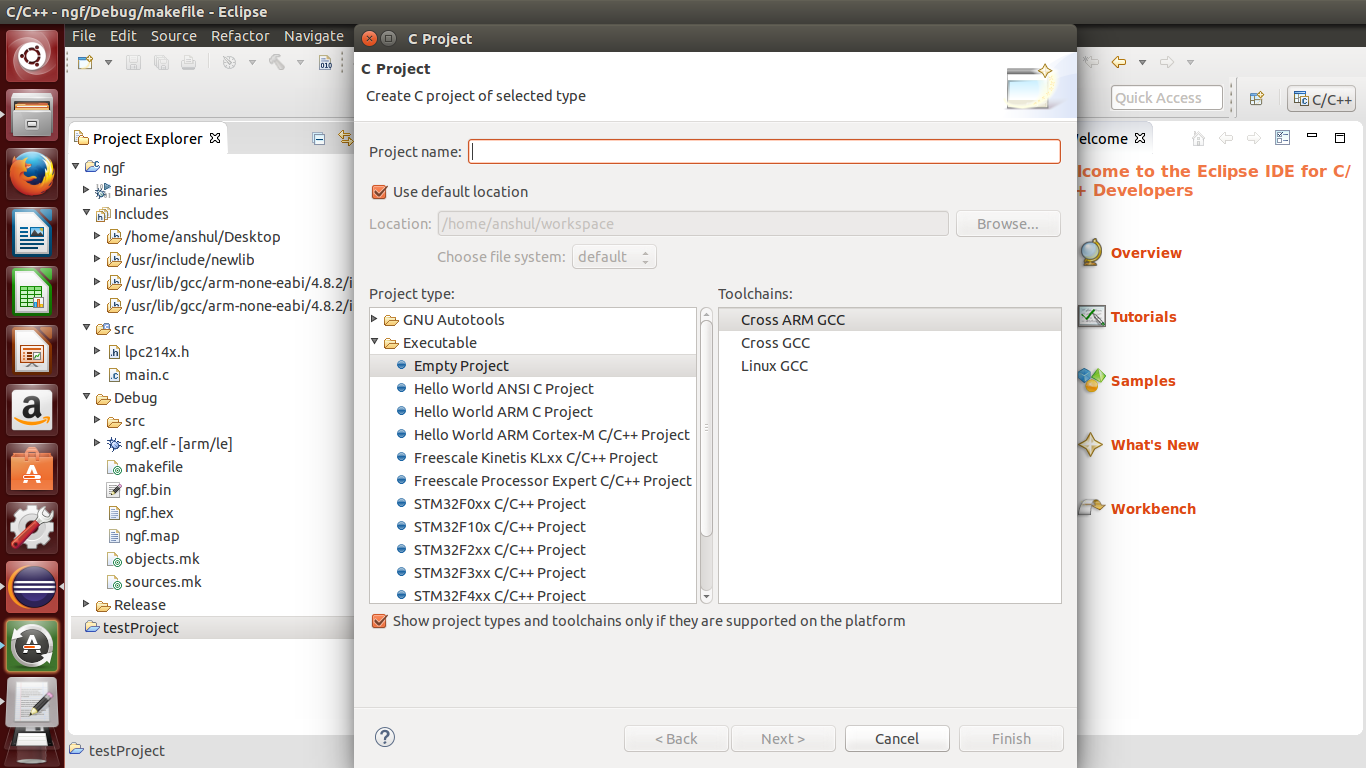 C/C++ - ngf/Debug/makefile - Eclipse
File Edit Source Refactor Navigate
C Project
C Project
Create C project of selected type
Quick Access
C/C++
Project Explorer
ngf
Binaries
Includes
/home/anshul/Desktop
/usr/include/newlib
/usr/lib/gcc/arm-none-eabi/4.8.2/i
/usr/lib/gcc/arm-none-eabi/4.8.2/i
src
lpc214x.h
main.c
Debug
src
ngf.elf - [arm/le]
makefile
ngf.bin
ngf.hex
ngf.map
objects.mk
sources.mk
Release
testProject
testProject
Project name:
Use default location
Location: /home/anshul/workspace Browse...
Choose file system: default
Project type:
GNU Autotools
Executable
Empty Project
Hello World ANSI C Project
Hello World ARM C Project
Hello World ARM Cortex-M C/C++ Project
Freescale Kinetis KLxx C/C++ Project
Freescale Processor Expert C/C++ Project
STM32F0xx C/C++ Project
STM32F10x C/C++ Project
STM32F2xx C/C++ Project
STM32F3xx C/C++ Project
STM32F4xx C/C++ Project
Toolchains:
Cross ARM GCC
Cross GCC
Linux GCC
Show project types and toolchains only if they are supported on the platform
< Back Next > Cancel Finish
elcome
lcome to the Eclipse IDE for C/
+ Developers
Overview
Tutorials
Samples
What's New
Workbench